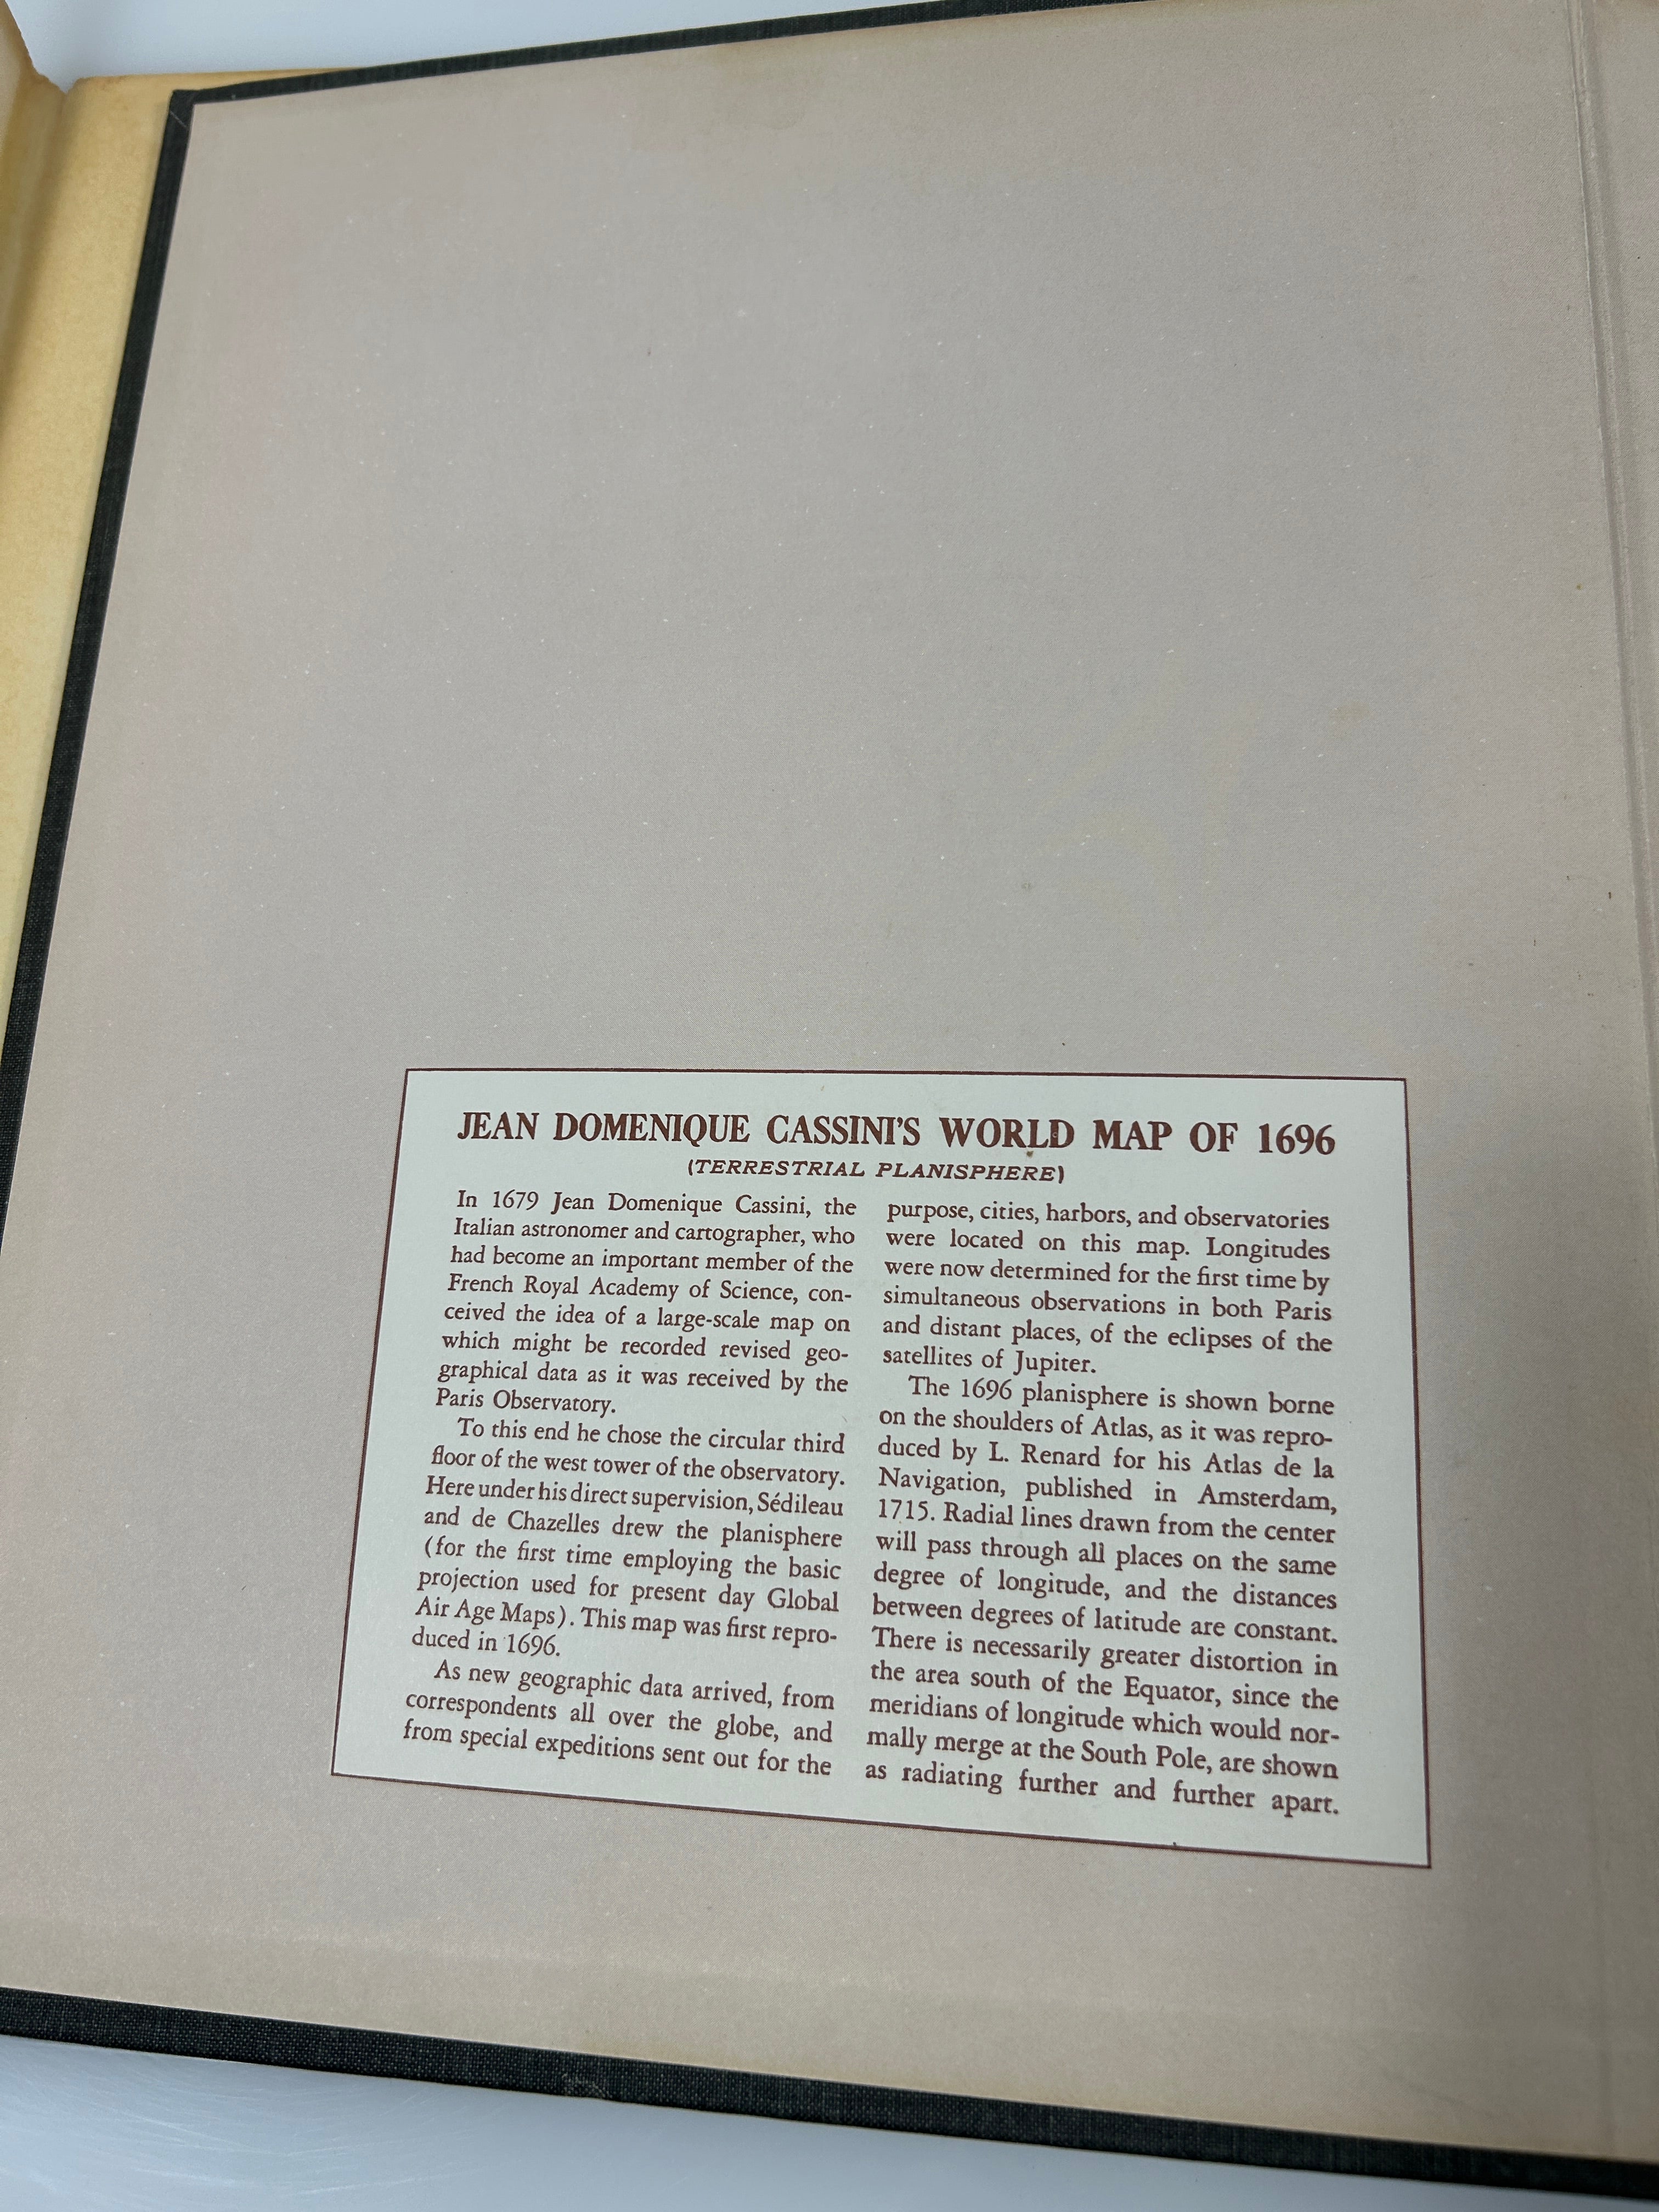 JEAN DOMENIQUE CASSINI'S WORLD MAP OF 1696
(TERRESTRIAL PLANISPHERE)
In 1679 Jean Domenique Cassini, the
Italian astronomer and cartographer, who
had become an important member of the
French Royal Academy of Science, con-
ceived the idea of a large-scale map on
which might be recorded revised geo-
graphical data as it was received by the
Paris Observatory.
To this end he chose the circular third
floor of the west tower of the observatory.
Here under his direct supervision, Sédileau
and de Chazelles drew the planisphere
(for the first time employing the basic
projection used for present day Global
Air Age Maps). This map was first repro-
duced in 1696.
As new geographic data arrived, from
correspondents all over the globe, and
from special expeditions sent out for the
purpose, cities, harbors, and observatories
were located on this map. Longitudes
were now determined for the first time by
simultaneous observations in both Paris
and distant places, of the eclipses of the
satellites of Jupiter.
The 1696 planisphere is shown borne
on the shoulders of Atlas, as it was repro-
duced by L. Renard for his Atlas de la
Navigation, published in Amsterdam,
1715. Radial lines drawn from the center
will pass through all places on the same
degree of longitude, and the distances
between degrees of latitude are constant.
There is necessarily greater distortion in
the area south of the Equator, since the
meridians of longitude which would nor-
mally merge at the South Pole, are shown
as radiating further and further apart.